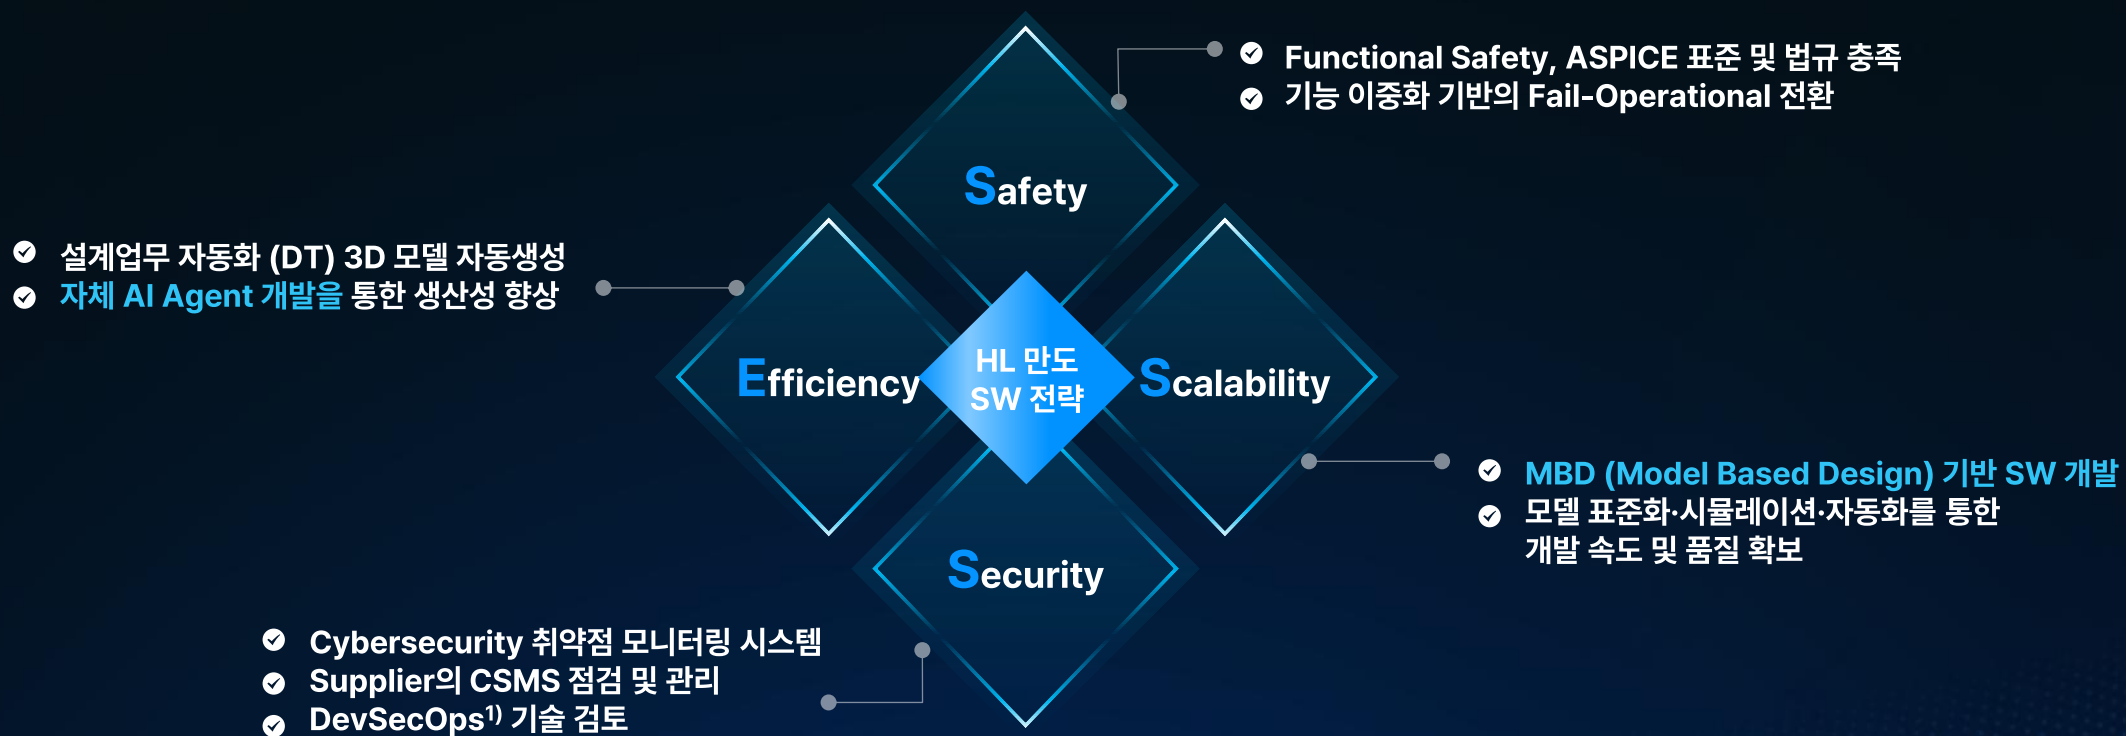 Functional Safety, ASPICE 표준 및 법규 충족
기능 이중화 기반의 Fail-Operational 전환
Safety
설계업무 자동화 (DT) 3D 모델 자동생성
자체 AI Agent 개발을 통한 생산성 향상
Efficiency
HL 만도
SW 전략
Scalability
MBD (Model Based Design) 기반 SW 개발
모델 표준화·시뮬레이션·자동화를 통한
개발 속도 및 품질 확보
Security
Cybersecurity 취약점 모니터링 시스템
Supplier의 CSMS 점검 및 관리
DevSecOps¹⁾ 기술 검토